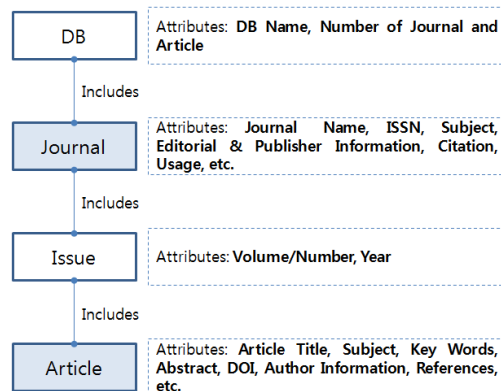 DB
Attributes: DB Name, Number of Journal and
Article
Includes
Journal
Attributes: Journal Name, ISSN, Subject,
Editorial & Publisher Information, Citation,
Usage, etc.
Includes
Issue
Attributes: Volume/Number, Year
Includes
Article
Attributes: Article Title, Subject, Key Words,
Abstract, DOI, Author Information, References,
etc.